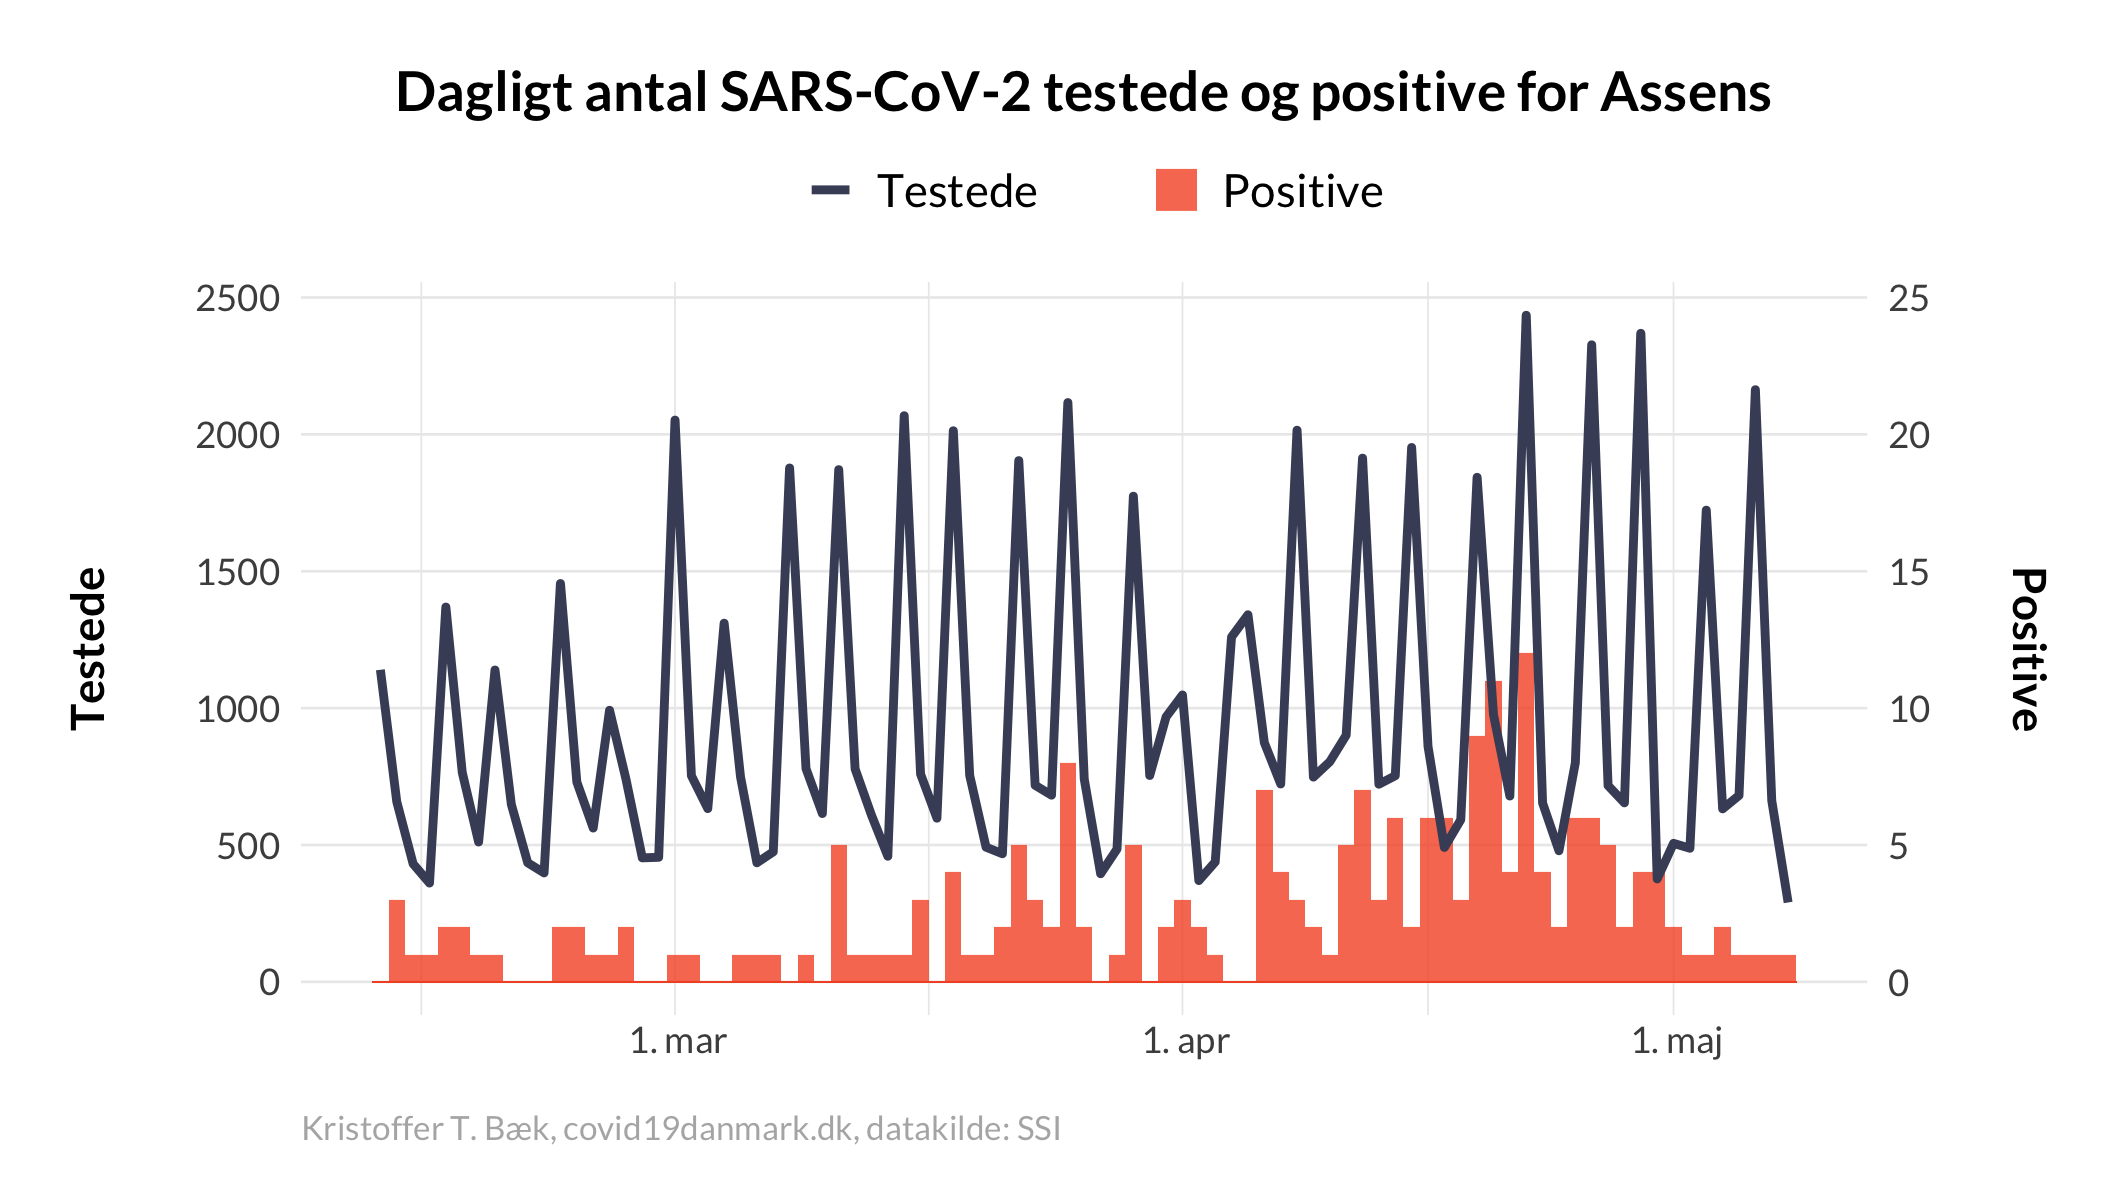 Dagligt antal SARS-CoV-2 testede og positive for Assens
Testede Positive
2500 25
2000 20
1500 15
1000 10
500 5
0 0
Testede
Positive
1. mar 1. apr 1. maj
Kristoffer T. Bæk, covid19danmark.dk, datakilde: SSI